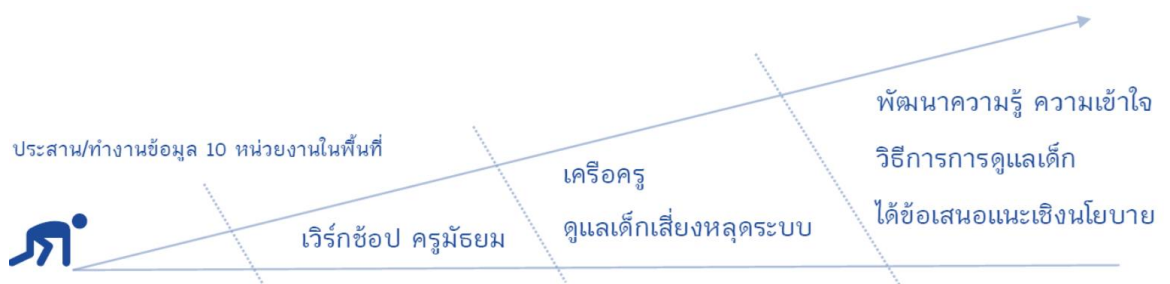 ประสาน/ทำงานข้อมูล 10 หน่วยงานในพื้นที่
เวิร์กช้อป ครูมัธยม
เครือครู
ดูแลเด็กเสี่ยงหลุดระบบ
พัฒนาความรู้ ความเข้าใจ
วิธีการการดูแลเด็ก
ได้ข้อเสนอแนะเชิงนโยบาย